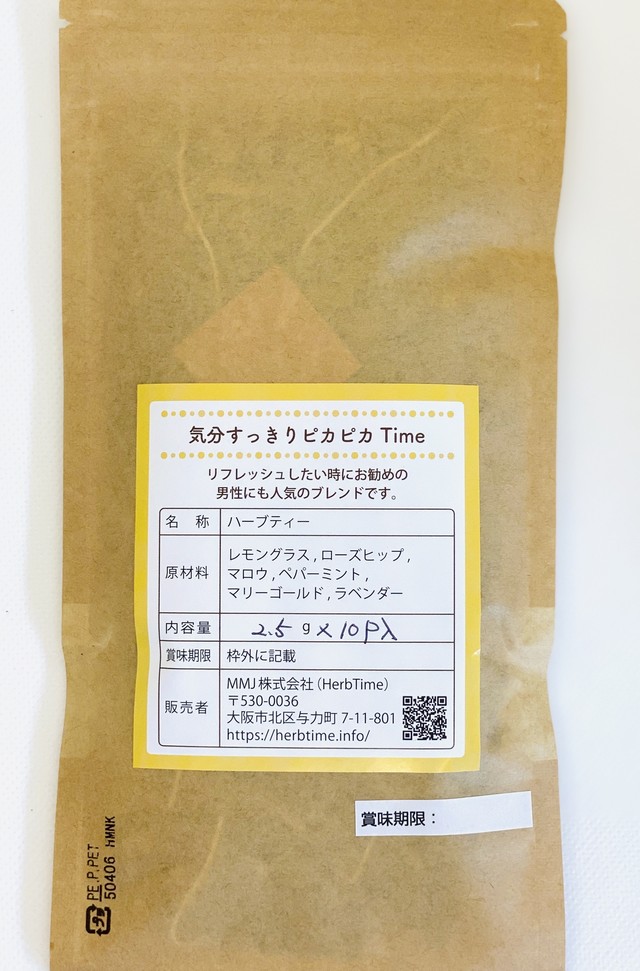 気分すっきりピカピカ Time
リフレッシュしたい時にお勧めの
男性にも人気のブレンドです。
名 称 ハーブティー
原材料 レモングラス , ローズヒップ ,
マロウ , ペパーミント ,
マリーゴールド , ラベンダー
内容量 2.5 g x 10P入
賞味期限 枠外に記載
販売者 MMJ 株式会社 (HerbTime)
〒530-0036
大阪市北区与力町 7-11-801
https://herbtime.info/
賞味期限：
PE,P,PET
50406 HMNK